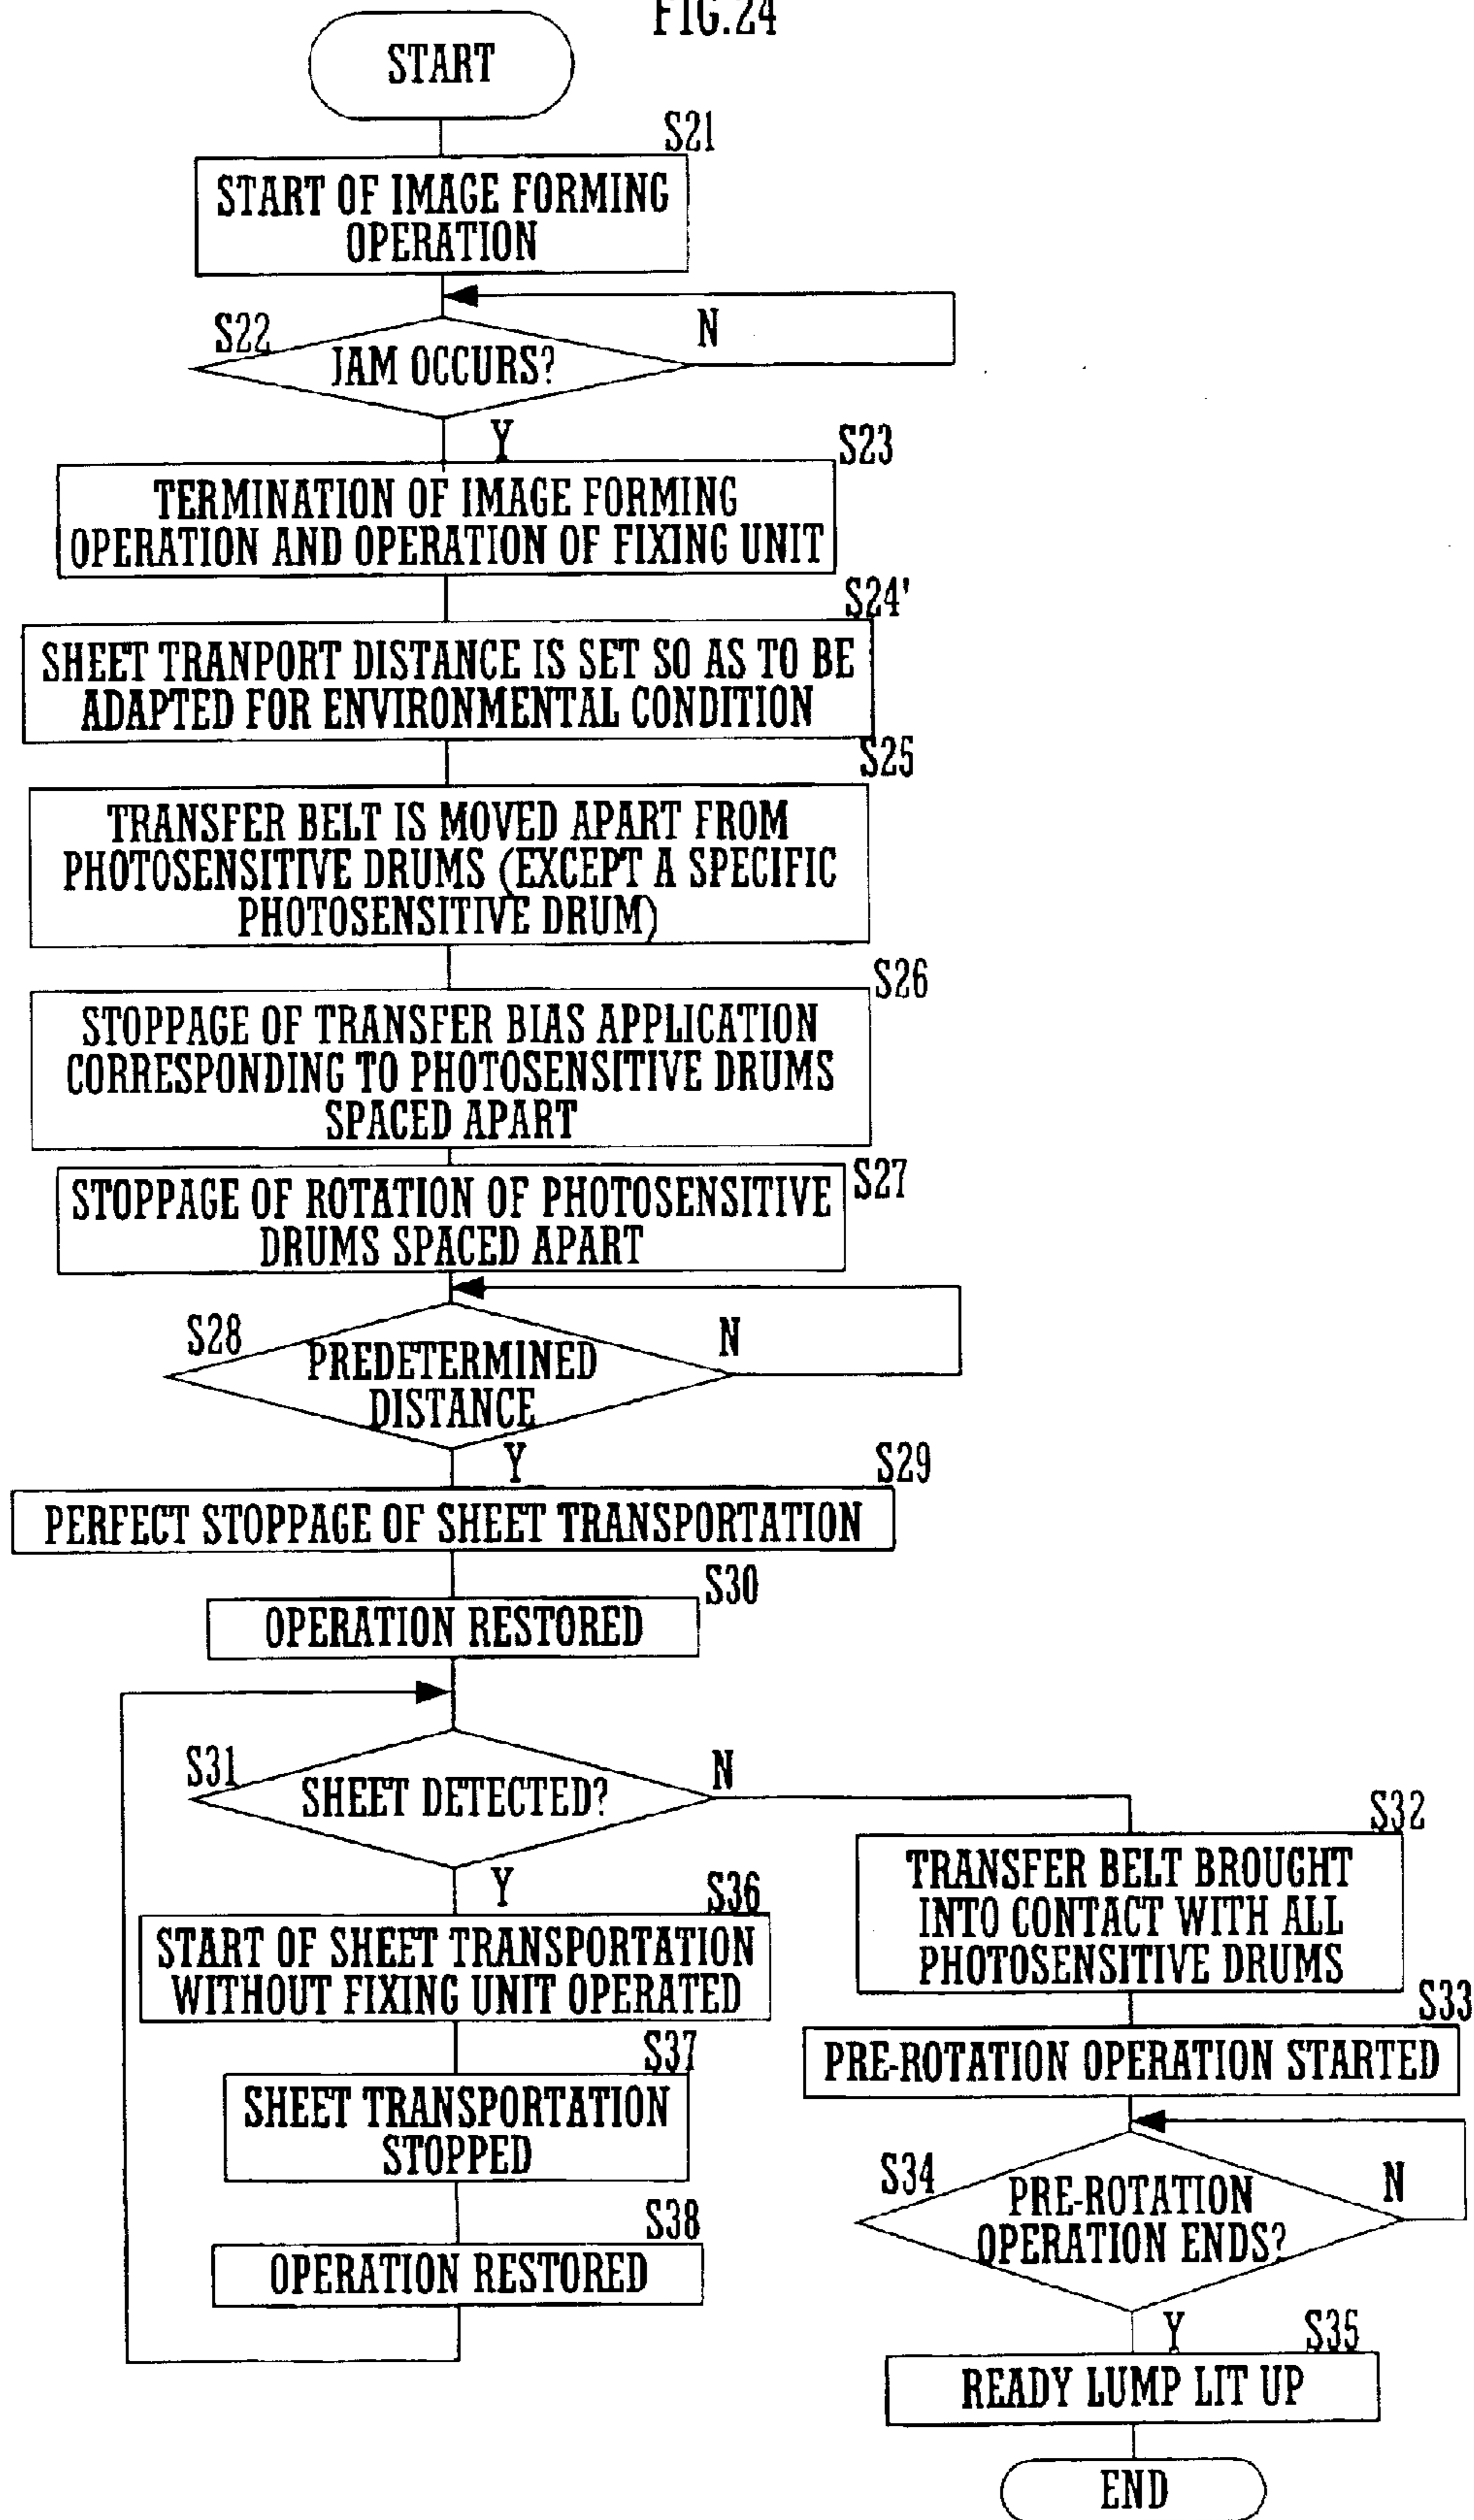 FIG.24
START
S21
START OF IMAGE FORMING
OPERATION
S22
JAM OCCURS?
N
Y
S23
TERMINATION OF IMAGE FORMING
OPERATION AND OPERATION OF FIXING UNIT
S24'
SHEET TRANPORT DISTANCE IS SET SO AS TO BE
ADAPTED FOR ENVIRONMENTAL CONDITION
S25
TRANSFER BELT IS MOVED APART FROM
PHOTOSENSITIVE DRUMS (EXCEPT A SPECIFIC
PHOTOSENSITIVE DRUM)
S26
STOPPAGE OF TRANSFER BIAS APPLICATION
CORRESPONDING TO PHOTOSENSITIVE DRUMS
SPACED APART
S27
STOPPAGE OF ROTATION OF PHOTOSENSITIVE
DRUMS SPACED APART
S28
PREDETERMINED
DISTANCE
N
Y
S29
PERFECT STOPPAGE OF SHEET TRANSPORTATION
S30
OPERATION RESTORED
S31
SHEET DETECTED?
N
Y
S36
START OF SHEET TRANSPORTATION
WITHOUT FIXING UNIT OPERATED
S37
SHEET TRANSPORTATION
STOPPED
S38
OPERATION RESTORED
S32
TRANSFER BELT BROUGHT
INTO CONTACT WITH ALL
PHOTOSENSITIVE DRUMS
S33
PRE-ROTATION OPERATION STARTED
S34
PRE-ROTATION
OPERATION ENDS?
N
Y
S35
READY LUMP LIT UP
END